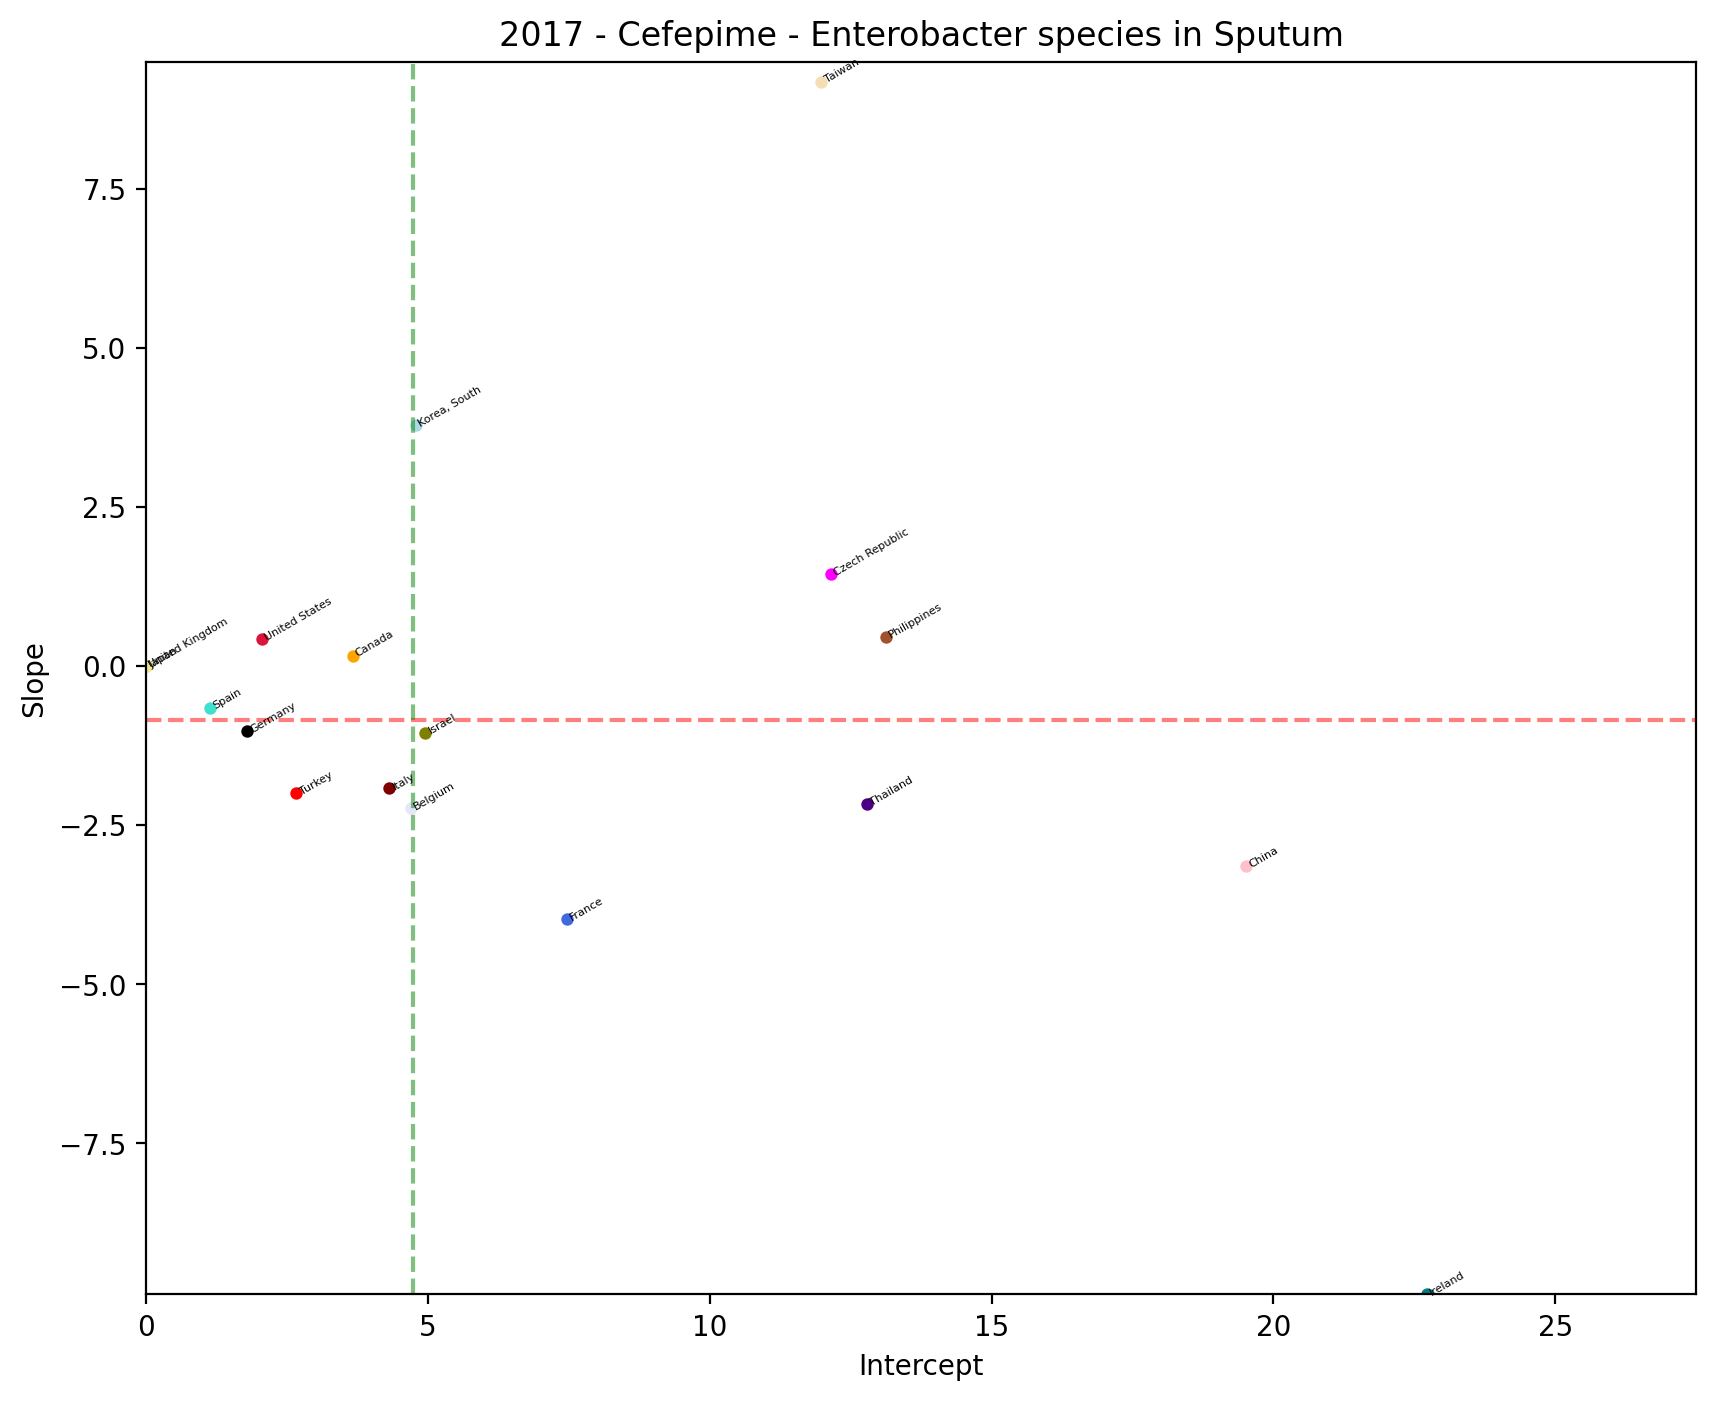 2017 - Cefepime - Enterobacter species in Sputum
Taiwan
7.5
5.0
Korea, South
2.5
Czech Republic
Philippines
United States
United Kingdom
Japan
Canada
0.0
Spain
Germany
Israel
Turkey
Italy
Belgium
Thailand
−2.5
China
France
−5.0
−7.5
Ireland
Slope
0
5
10
15
20
25
Intercept